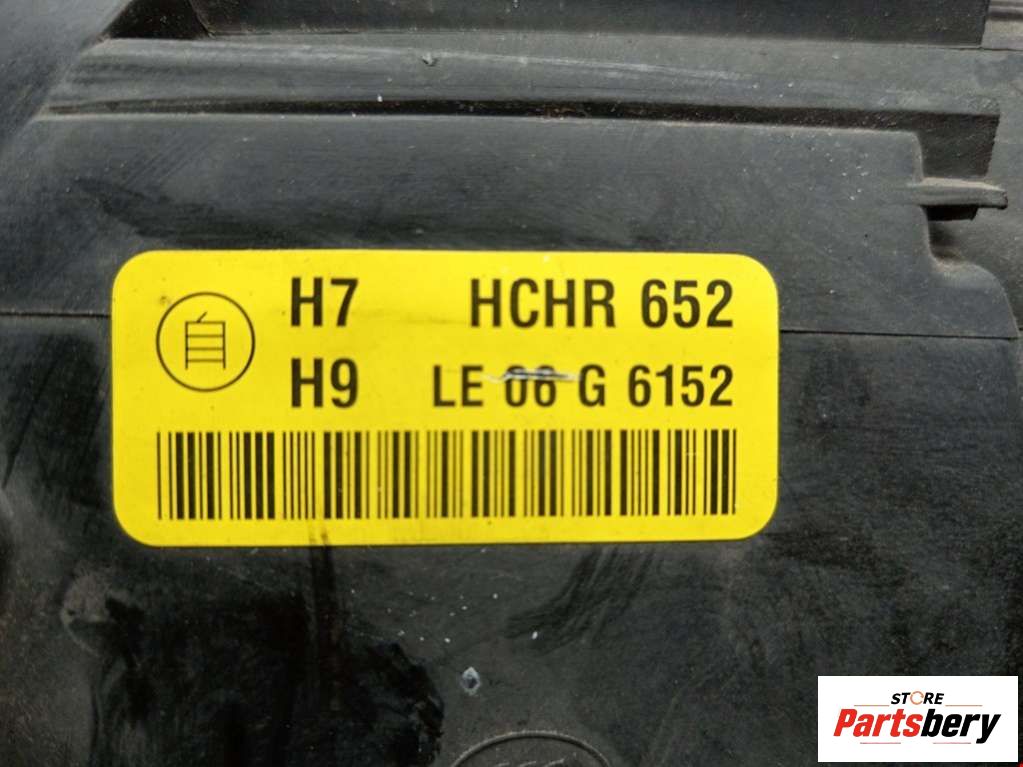 H7 HCHR 652
H9 LE 06 G 6152
STORE
Partsbery